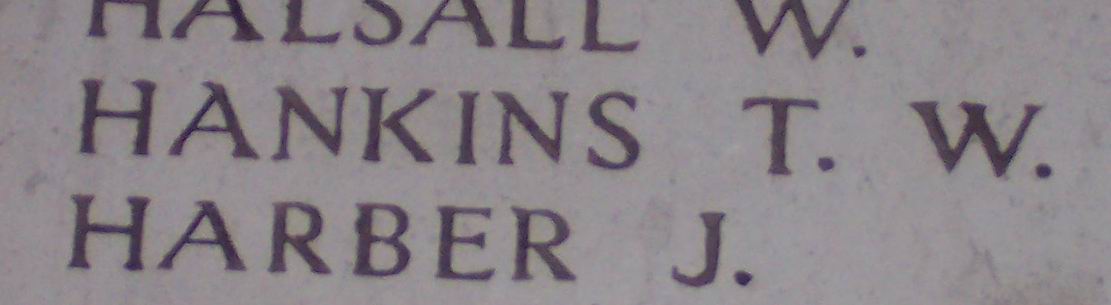 HALSALL W.
HANKINS T. W.
HARBER J.